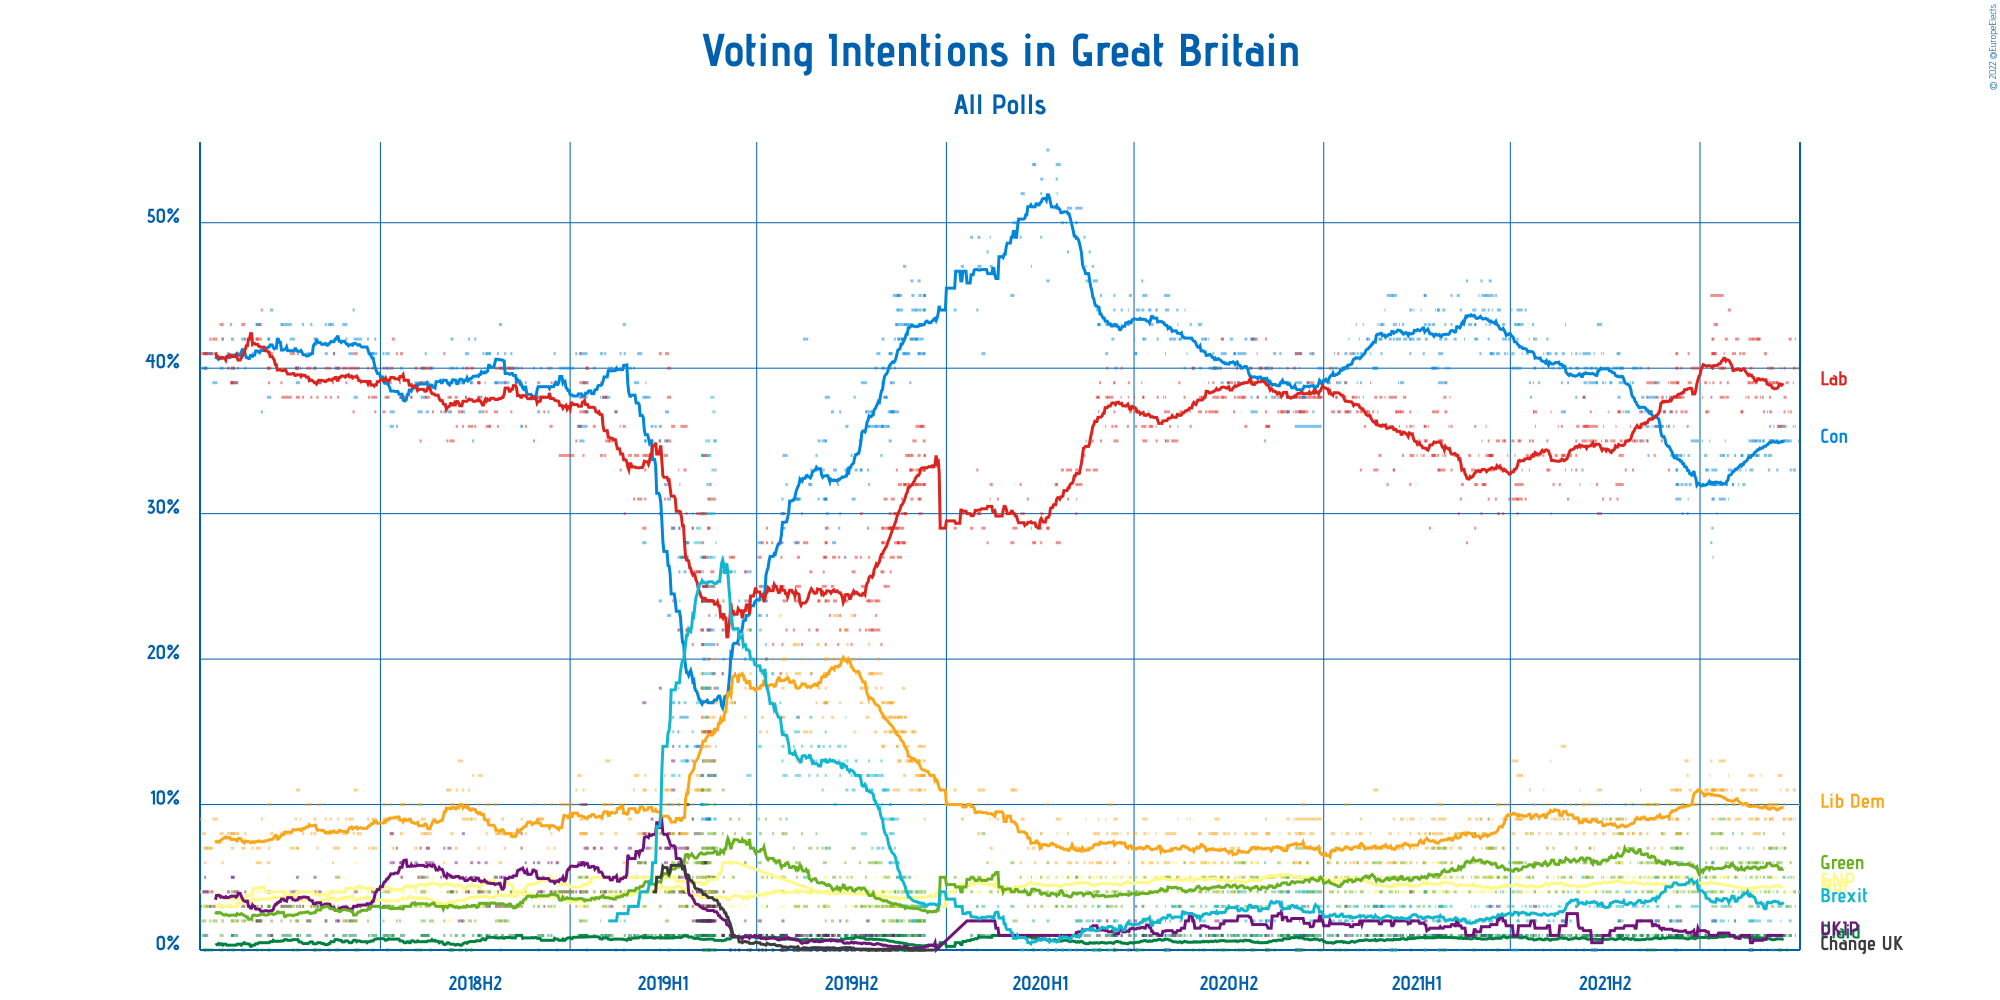 © 2022 @EuropeElects
Voting Intentions in Great Britain
All Polls
50%
40%
30%
20%
10%
0%
Lab
Con
Lib Dem
Green
SNP
Brexit
UKIP
Plaid
Change UK
2018H2
2019H1
2019H2
2020H1
2020H2
2021H1
2021H2